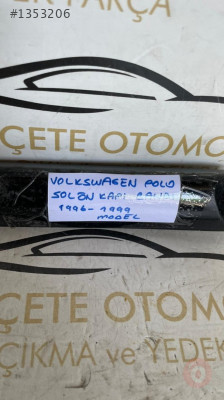 #1353206
PARÇA
ÇETE OTOMO
VOLKSWAGEN POLO
SOL ÖN KAPI
1996-1999
MODEL
ÇETE OTOMO
ÇIKMA ve YEDEK